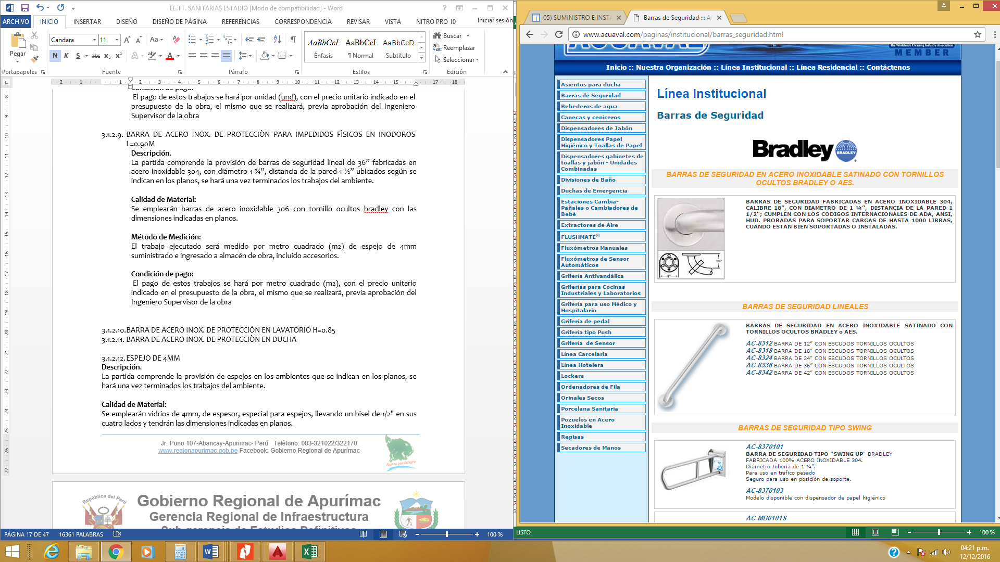 EE.TT. SANITARIAS ESTADIO [Modo de compatibilidad] - Word
ARCHIVO INICIO INSERTAR DISEÑO DISEÑO DE PÁGINA REFERENCIAS CORRESPONDENCIA REVISAR VISTA NITRO PRO 10 Iniciar sesión
Candara 11
Pegar
AaBbCcI AaBbCcI AaBbCcD
Énfasis ¶ Normal Subtítulo
Buscar
Reemplazar
Seleccionar
Portapapeles Fuente Párrafo Estilos Edición
Condición de pago:
El pago de estos trabajos se hará por unidad (und), con el precio unitario indicado en el
presupuesto de la obra, el mismo que se realizará, previa aprobación del Ingeniero
Supervisor de la obra
3.1.2.9. BARRA DE ACERO INOX. DE PROTECCIÒN PARA IMPEDIDOS FÌSICOS EN INODOROS
L=0.90M
Descripción.
La partida comprende la provisión de barras de seguridad lineal de 36” fabricadas en
acero inoxidable 304, con diámetro 1 ¼”, distancia de la pared 1 ½” ubicados según se
indican en los planos, se hará una vez terminados los trabajos del ambiente.
Calidad de Material:
Se emplearán barras de acero inoxidable 306 con tornillo ocultos bradley con las
dimensiones indicadas en planos.
Método de Medición:
El trabajo ejecutado será medido por metro cuadrado (m2) de espejo de 4mm
suministrado e ingresado a almacén de obra, incluido accesorios.
Condición de pago:
El pago de estos trabajos se hará por metro cuadrado (m2), con el precio unitario
indicado en el presupuesto de la obra, el mismo que se realizará, previa aprobación del
Ingeniero Supervisor de la obra
3.1.2.10. BARRA DE ACERO INOX. DE PROTECCIÒN EN LAVATORIO H=0.85
3.1.2.11. BARRA DE ACERO INOX. DE PROTECCIÒN EN DUCHA
3.1.2.12. ESPEJO DE 4MM
Descripción.
La partida comprende la provisión de espejos en los ambientes que se indican en los planos, se
hará una vez terminados los trabajos del ambiente.
Calidad de Material:
Se emplearán vidrios de 4mm, de espesor, especial para espejos, llevando un bisel de 1/2" en sus
cuatro lados y tendrán las dimensiones indicadas en planos.
Jr. Puno 107-Abancay-Apurimac- Perú Teléfono: 083-321022/322170
www.regionapurimac.gob.pe Facebook: Gobierno Regional de Apurímac
Fuerza que Integra
República del Perú
Gobierno Regional de Apurímac
Gerencia Regional de Infraestructura
Sub gerencia de Estudios Definitivos
PÁGINA 17 DE 47 16361 PALABRAS 100 %
05) SUMINISTRO E INSTA
Barras de Seguridad ::: AC
www.acuaval.com/paginas/institucional/barras_seguridad.html
ACUAVAL
The Worldwide Cleaning Industry Association
MEMBER
Inicio :: Nuestra Organización :: Línea Institucional :: Línea Residencial :: Contáctenos
Asientos para ducha
Barras de Seguridad
Bebederos de agua
Canecas y ceniceros
Dispensadores de Jabón
Dispensadores Papel
Higiénico y Toallas de Papel
Dispensadores gabinetes de
toallas y jabón - Unidades
Combinadas
Divisiones de Baño
Duchas de Emergencia
Estaciones Cambia-
Pañales o Cambiadores de
Bebé
Extractores de Aire
FLUSHMATE®
Fluxómetros Manuales
Fluxómetros de Sensor
Automáticos
Grifería Antivandálica
Griferías para Cocinas
Industriales y Laboratorios
Grifería para uso Médico y
Hospitalario
Grifería de pedal
Grifería tipo Push
Grifería de Sensor
Línea Carcelaria
Línea Hotelera
Lockers
Ordenadores de Fila
Orinales Secos
Porcelana Sanitaria
Pozuelos en Acero
Inoxidable
Repisas
Secadores de Manos
Línea Institucional
Barras de Seguridad
Bradley BRADLEY
BARRAS DE SEGURIDAD EN ACERO INOXIDABLE SATINADO CON TORNILLOS
OCULTOS BRADLEY O AES.
BARRAS DE SEGURIDAD FABRICADAS EN ACERO INOXIDABLE 304,
CALIBRE 18”, CON DIAMETRO DE 1 ¼”, DISTANCIA DE LA PARED 1
1/2"; CUMPLEN CON LOS CODIGOS INTERNACIONALES DE ADA, ANSI,
HUD. PROBADAS PARA SOPORTAR CARGAS DE HASTA 1000 LIBRAS,
CUANDO ESTAN BIEN SOPORTADAS O INSTALADAS.
BARRAS DE SEGURIDAD LINEALES
BARRAS DE SEGURIDAD EN ACERO INOXIDABLE SATINADO CON
TORNILLOS OCULTOS BRADLEY o AES.
AC-8312 BARRA DE 12” CON ESCUDOS TORNILLOS OCULTOS
AC-8318 BARRA DE 18” CON ESCUDOS TORNILLOS OCULTOS
AC-8324 BARRA DE 24” CON ESCUDOS TORNILLOS OCULTOS
AC-8336 BARRA DE 36” CON ESCUDOS TORNILLOS OCULTOS
AC-8342 BARRA DE 42” CON ESCUDOS TORNILLOS OCULTOS
BARRAS DE SEGURIDAD TIPO SWING
AC-8370101
BARRA DE SEGURIDAD TIPO "SWING UP" BRADLEY
FABRICADA 100% ACERO INOXIDABLE 304.
Diámetro tuberia de 1 ¼”.
Para uso en trafico pesado
Seguro para uso en posición de soporte.
AC-8370103
Modelo disponible con dispensador de papel higiénico
AC-MB0101S
LISTO 100 %
04:21 p.m.
12/12/2016